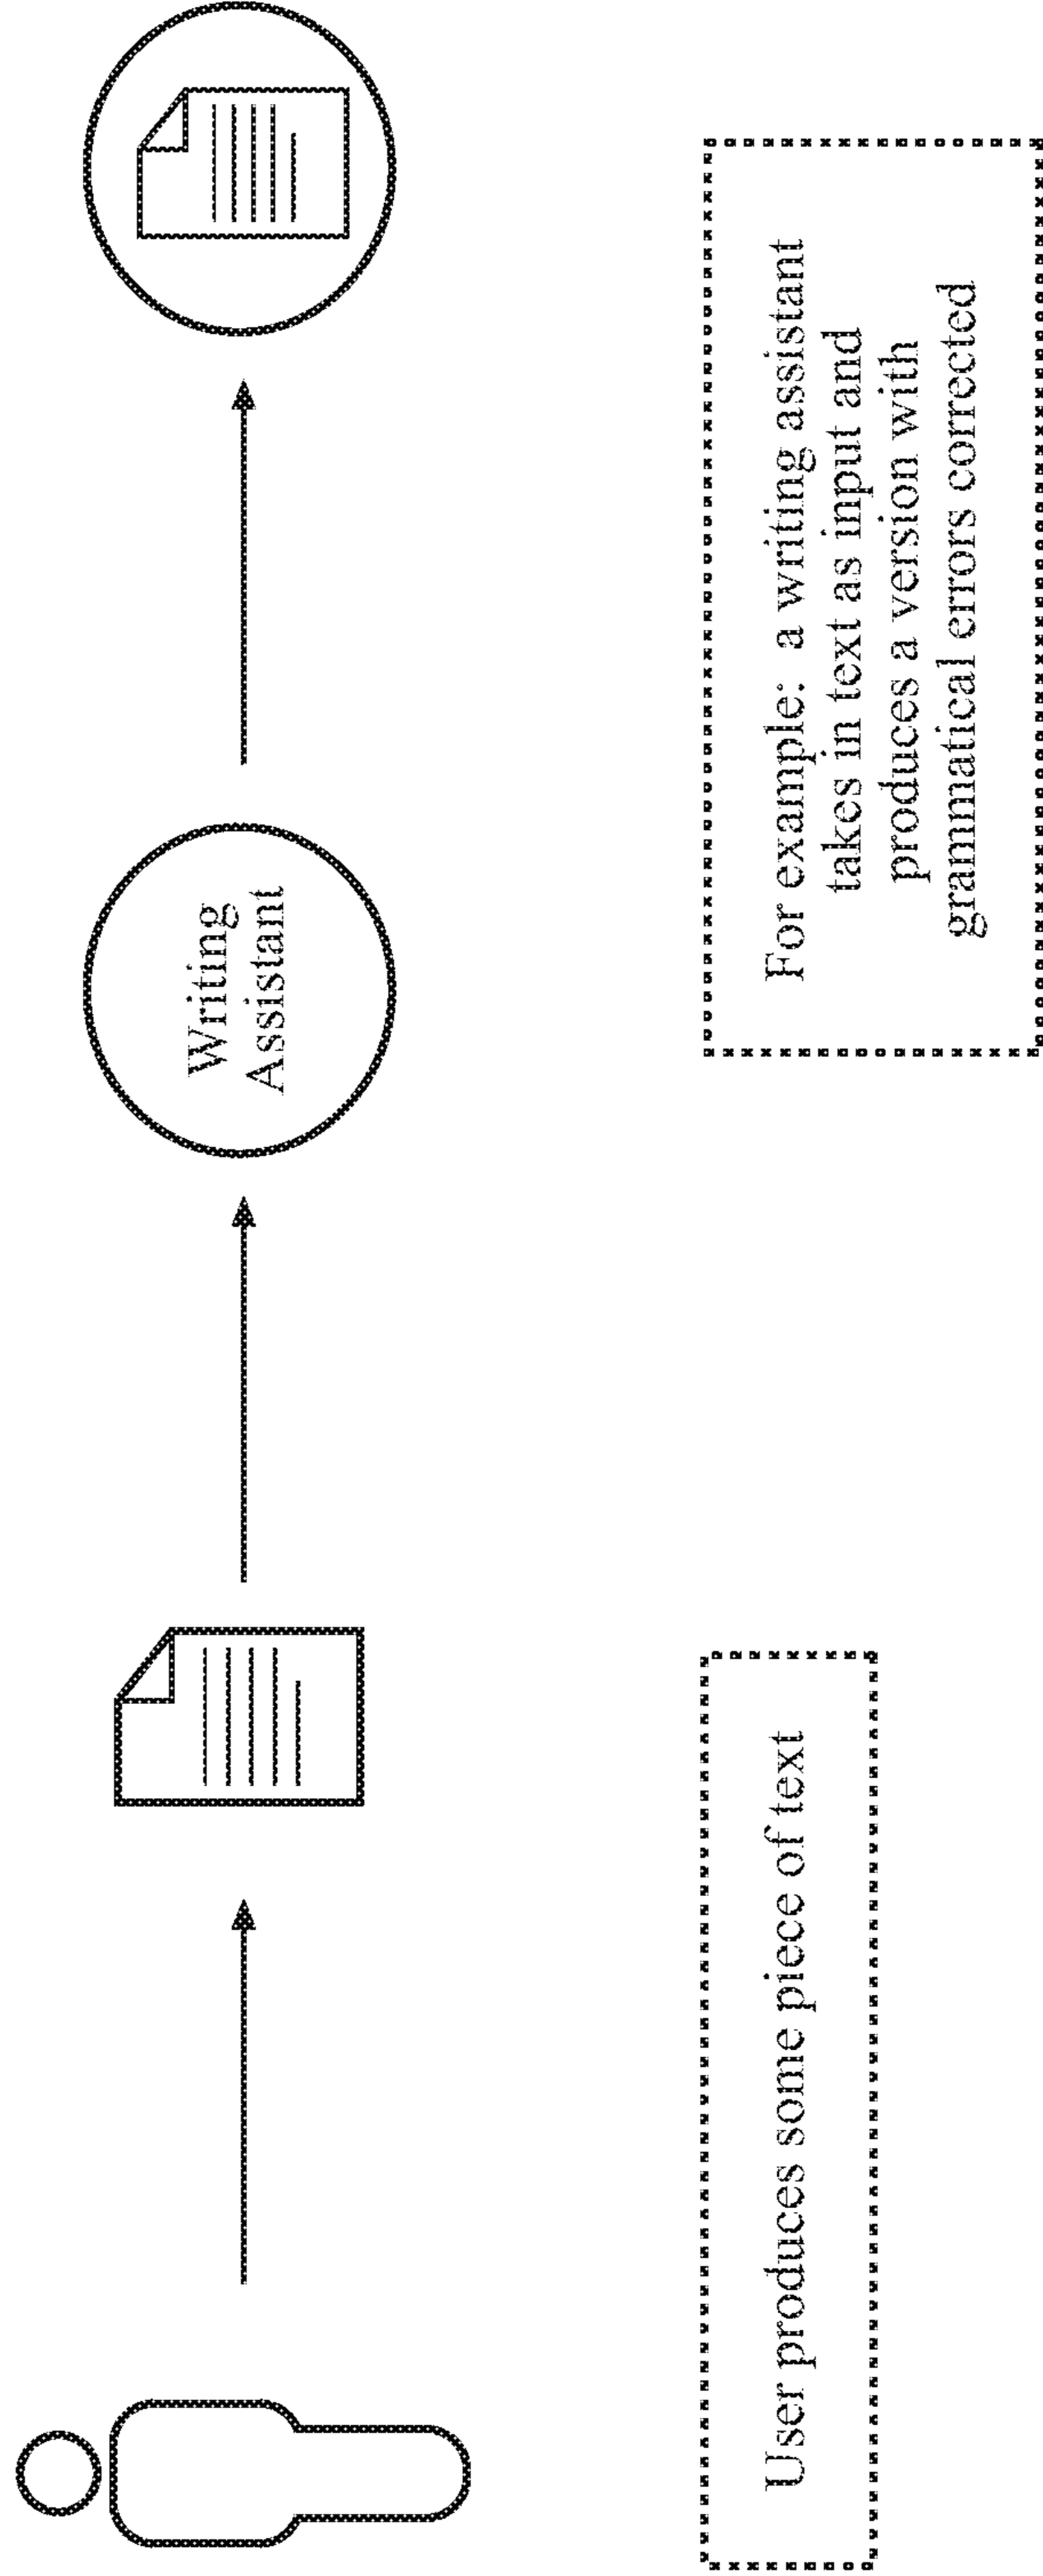 Writing
Assistant
User produces some piece of text
For example: a writing assistant
takes in text as input and
produces a version with
grammatical errors corrected